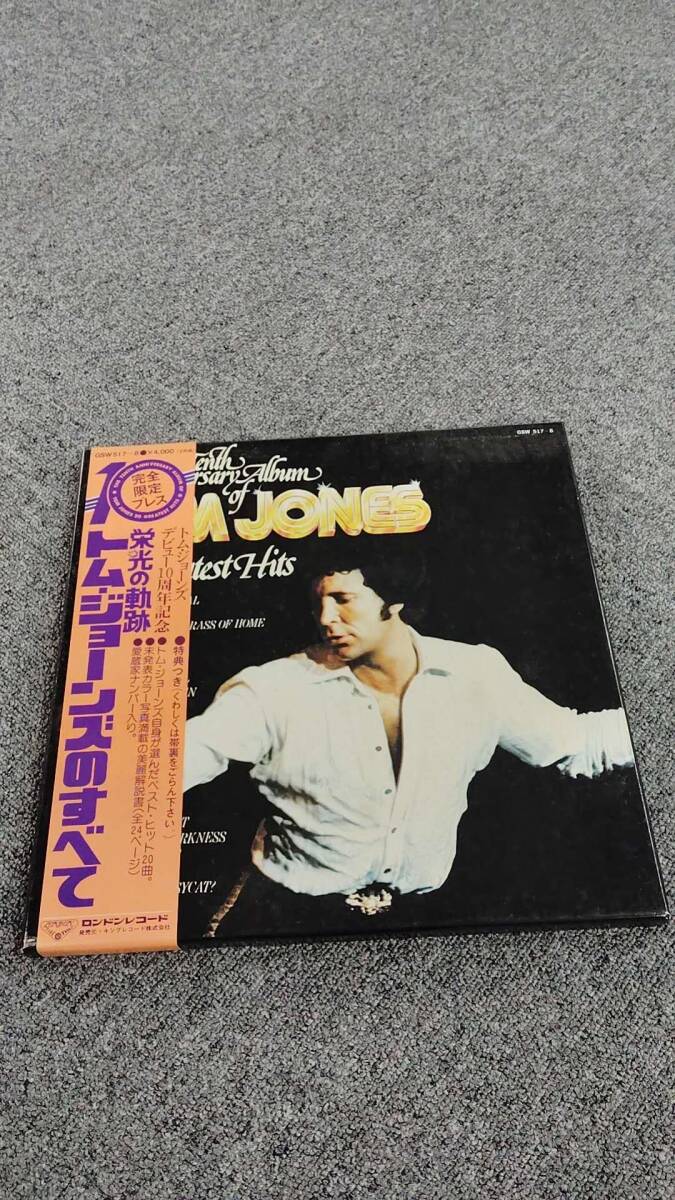 GSW 517-8●¥4,000
完全
限定
プレス
トム・ジョーンズ
デビュー10周年記念
栄光の軌跡
トム・ジョーンズのすべて
●特典つき(くわしくは帯裏をごらん下さい。)
●トム・ジョーンズ自身が選んだベスト・ヒット20曲。
●未発表カラー写真満載の美麗解説書(全24ページ)
●愛蔵家ナンバー入り。
ロンドンレコード
発売元・キングレコード株式会社
GSW 517-8
enth
rsary Album
of
M JONES
test Hits
AL
RASS OF HOME
N
T
RKNESS
SYCAT?